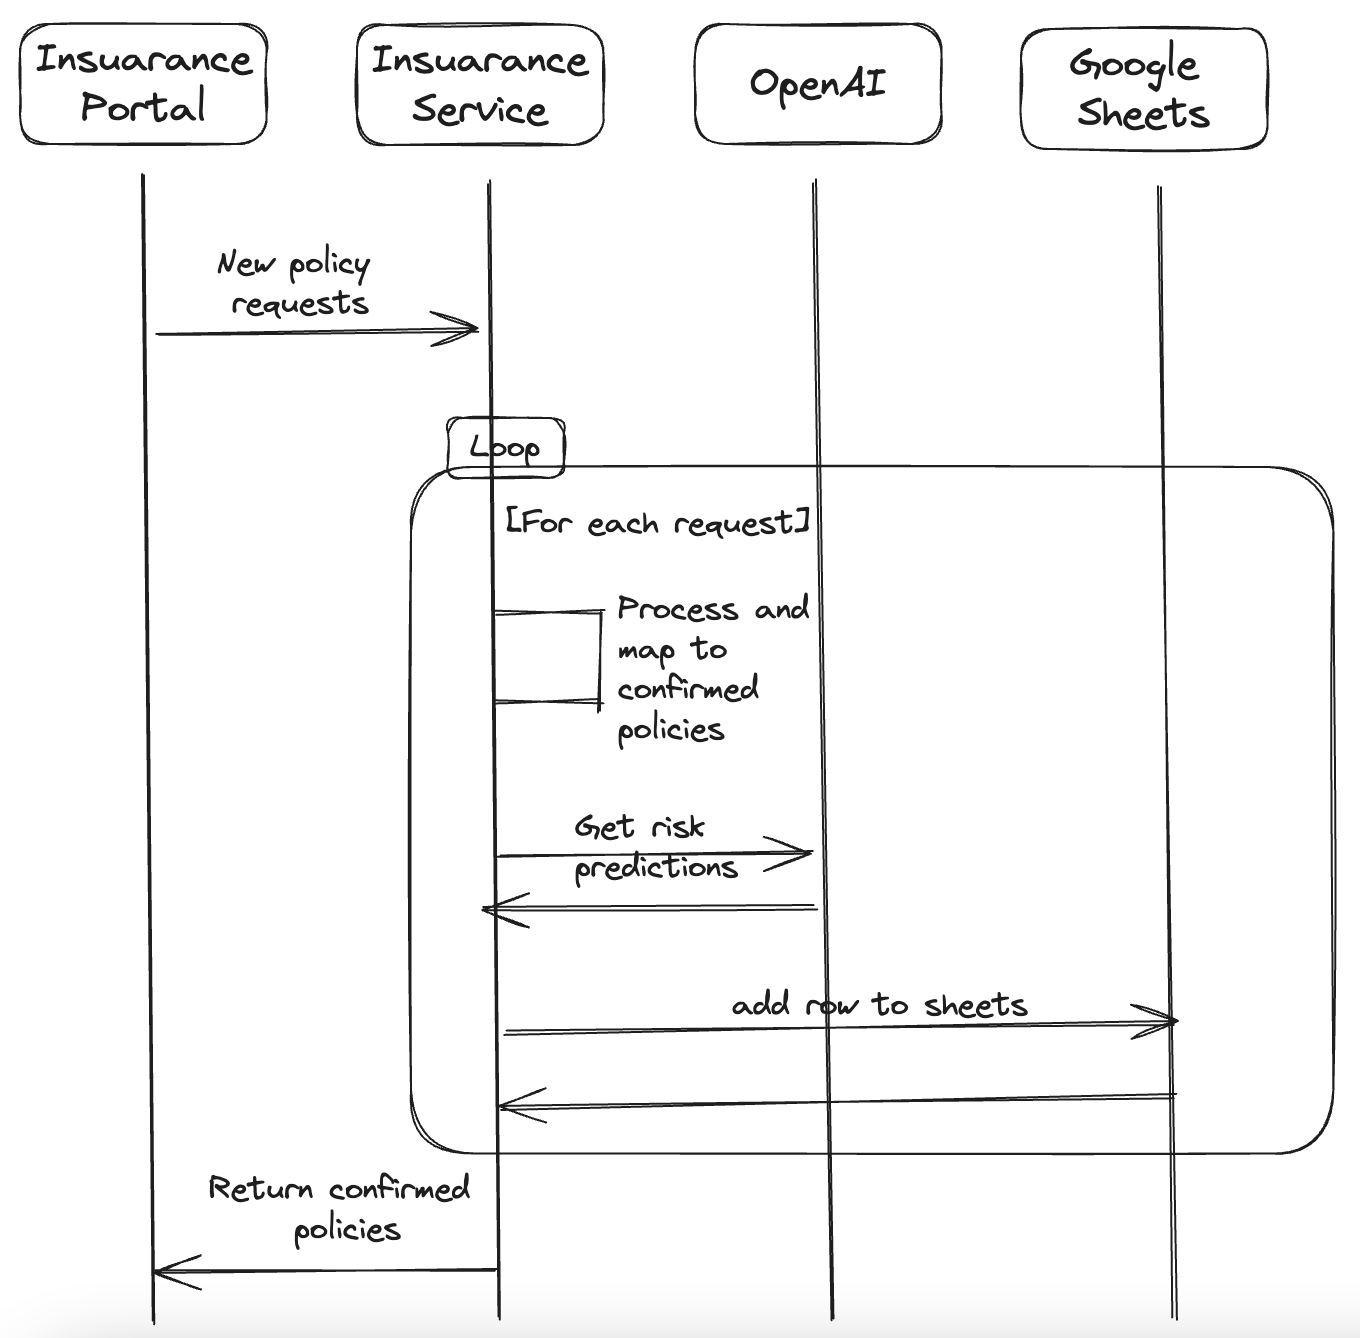 Insuarance
Portal
Insuarance
Service
OpenAI
Google
Sheets
New policy
requests
Loop
[For each request]
Process and
map to
confirmed
policies
Get risk
predictions
add row to sheets
Return confirmed
policies